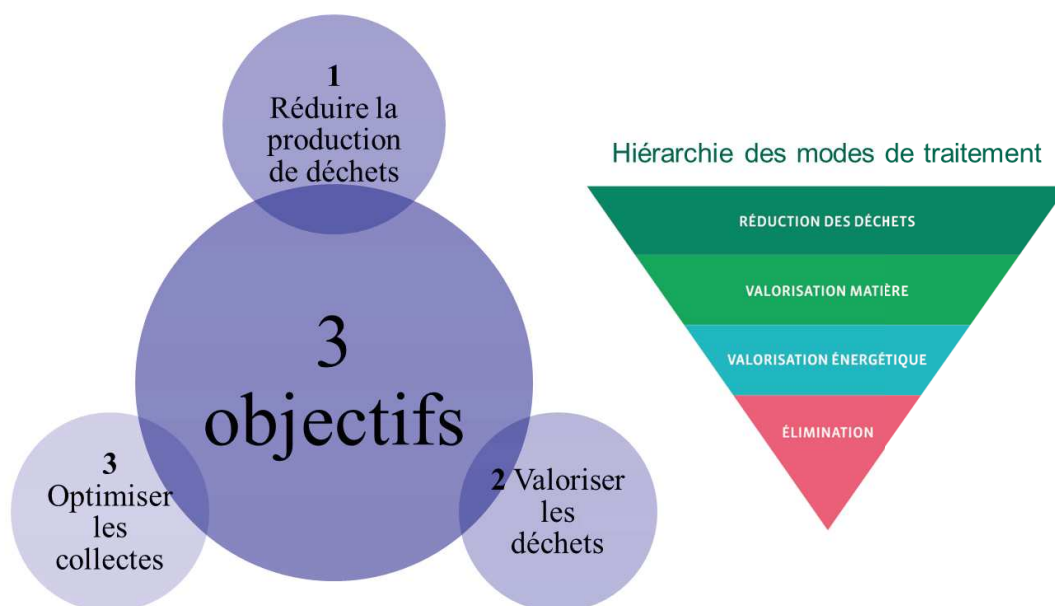 1
Réduire la
production
de déchets
3
objectifs
3
Optimiser
les
collectes
2 Valoriser
les
déchets
Hiérarchie des modes de traitement
RÉDUCTION DES DÉCHETS
VALORISATION MATIÈRE
VALORISATION ÉNERGÉTIQUE
ÉLIMINATION